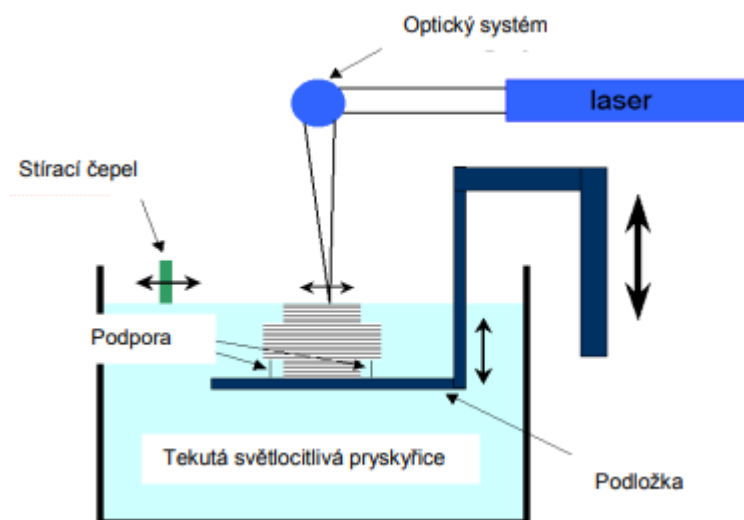 Optický systém
laser
Stírací čepel
Podpora
Tekutá světlocitlivá pryskyřice
Podložka